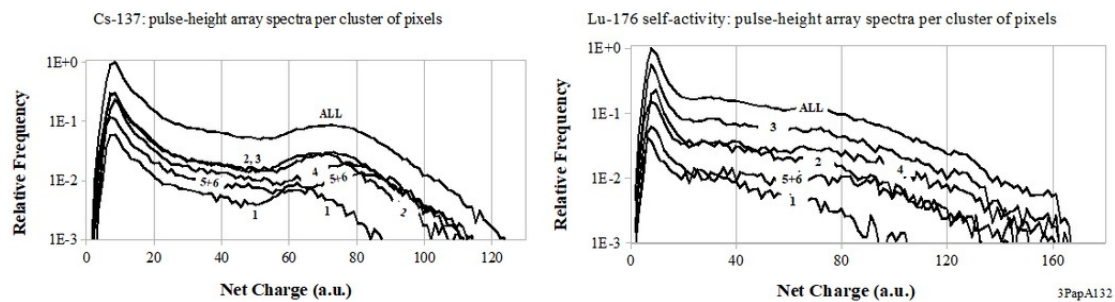 Cs-137: pulse-height array spectra per cluster of pixels
Relative Frequency
1E+0
1E-1
1E-2
1E-3
ALL
2, 3
4
5+6
5+6
1
1
2
0
20
40
60
80
100
120
Net Charge (a.u.)
Lu-176 self-activity: pulse-height array spectra per cluster of pixels
Relative Frequency
1E+0
1E-1
1E-2
1E-3
ALL
3
2
4
5+6
1
0
40
80
120
160
Net Charge (a.u.)
3PapA132